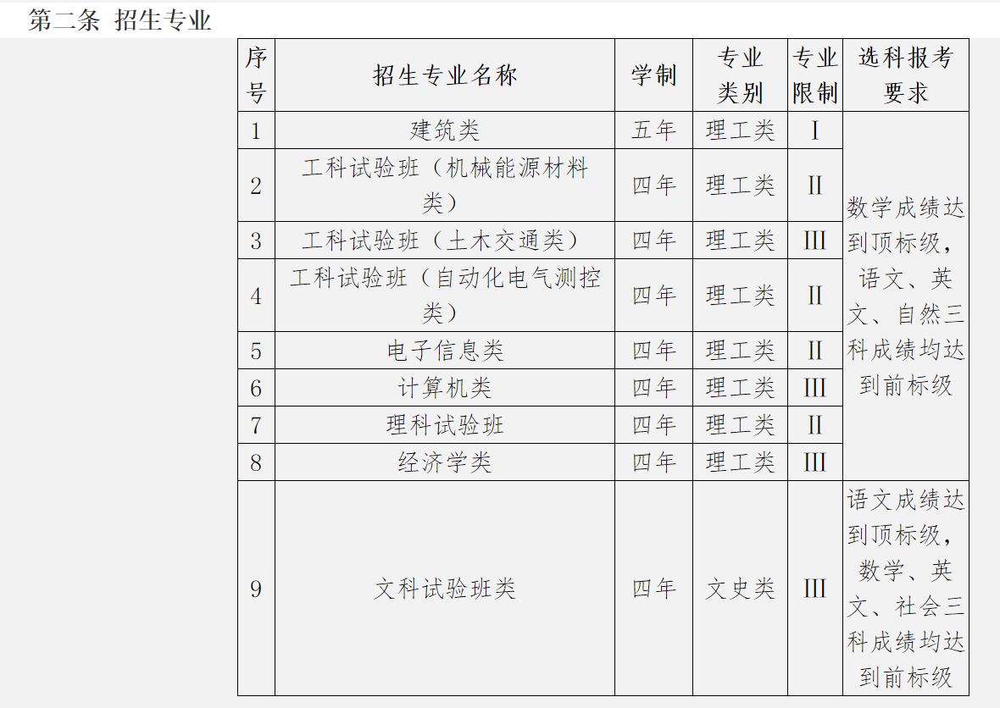 第二条 招生专业
序
号
招生专业名称
学制
专业
类别
专业
限制
选科报考
要求
1
建筑类
五年
理工类
I
2
工科试验班（机械能源材料
类）
四年
理工类
II
3
工科试验班（土木交通类）
四年
理工类
III
4
工科试验班（自动化电气测控
类）
四年
理工类
II
5
电子信息类
四年
理工类
II
6
计算机类
四年
理工类
III
7
理科试验班
四年
理工类
II
8
经济学类
四年
理工类
III
数学成绩达
到顶标级，
语文、英
文、自然三
科成绩均达
到前标级
9
文科试验班类
四年
文史类
III
语文成绩达
到顶标级，
数学、英
文、社会三
科成绩均达
到前标级